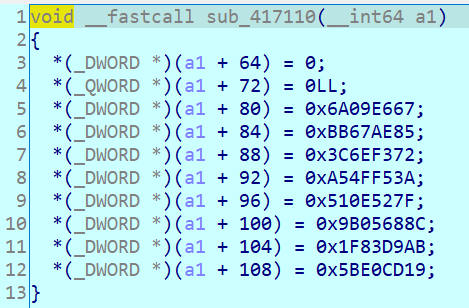 1 void __fastcall sub_417110(__int64 a1)
2 {
3   *(_DWORD *)(a1 + 64) = 0;
4   *(_QWORD *)(a1 + 72) = 0LL;
5   *(_DWORD *)(a1 + 80) = 0x6A09E667;
6   *(_DWORD *)(a1 + 84) = 0xBB67AE85;
7   *(_DWORD *)(a1 + 88) = 0x3C6EF372;
8   *(_DWORD *)(a1 + 92) = 0xA54FF53A;
9   *(_DWORD *)(a1 + 96) = 0x510E527F;
10   *(_DWORD *)(a1 + 100) = 0x9B05688C;
11   *(_DWORD *)(a1 + 104) = 0x1F83D9AB;
12   *(_DWORD *)(a1 + 108) = 0x5BE0CD19;
13 }